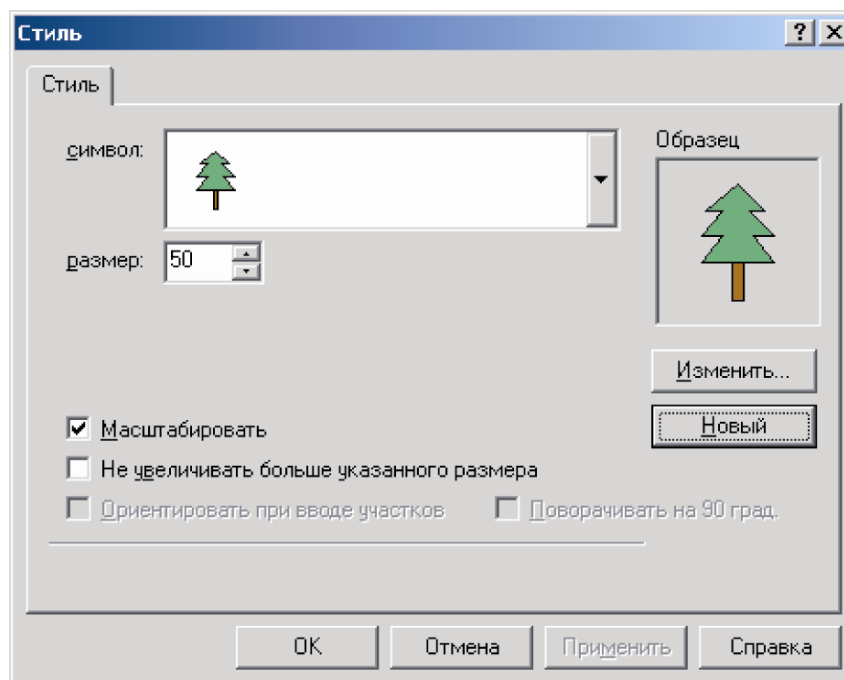 Стиль
Стиль
символ:
Образец
размер: 50
Изменить...
Новый
Масштабировать
Не увеличивать больше указанного размера
Ориентировать при вводе участков Поворачивать на 90 град.
OK Отмена Применить Справка